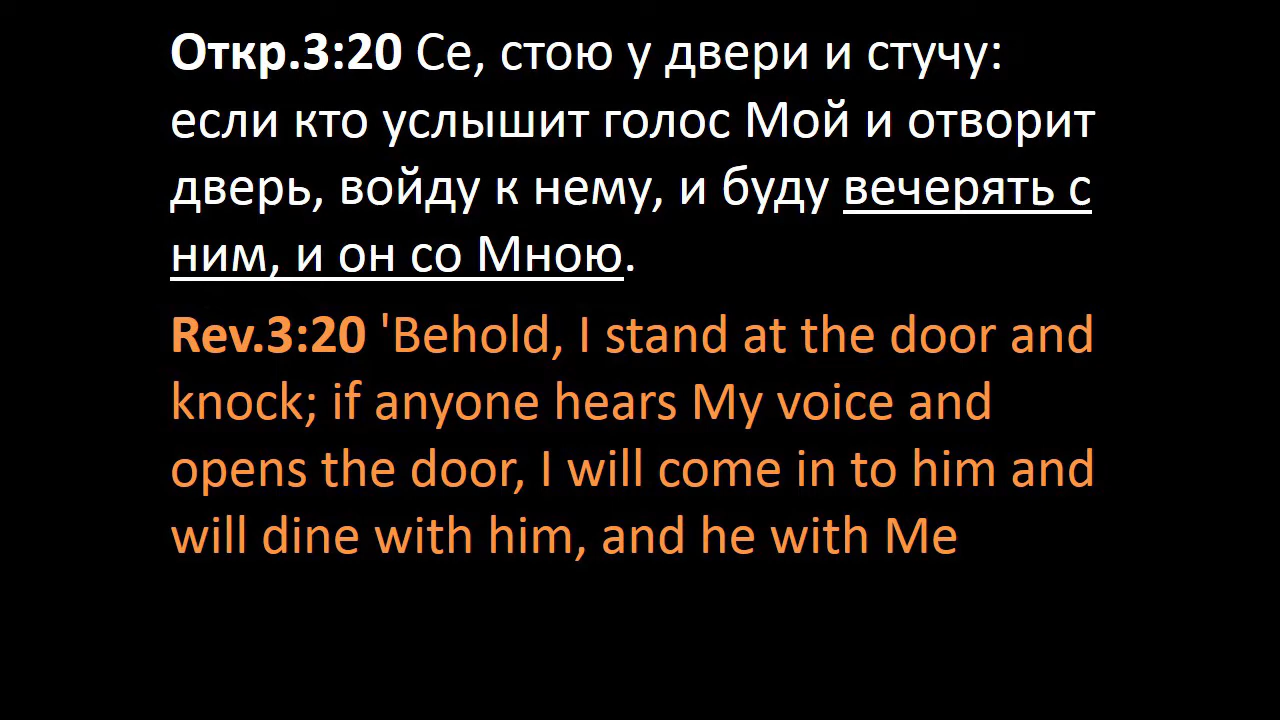 Откр.3:20 Се, стою у двери и стучу:
если кто услышит голос Мой и отворит
дверь, войду к нему, и буду вечерять с
ним, и он со Мною.
Rev.3:20 'Behold, I stand at the door and
knock; if anyone hears My voice and
opens the door, I will come in to him and
will dine with him, and he with Me